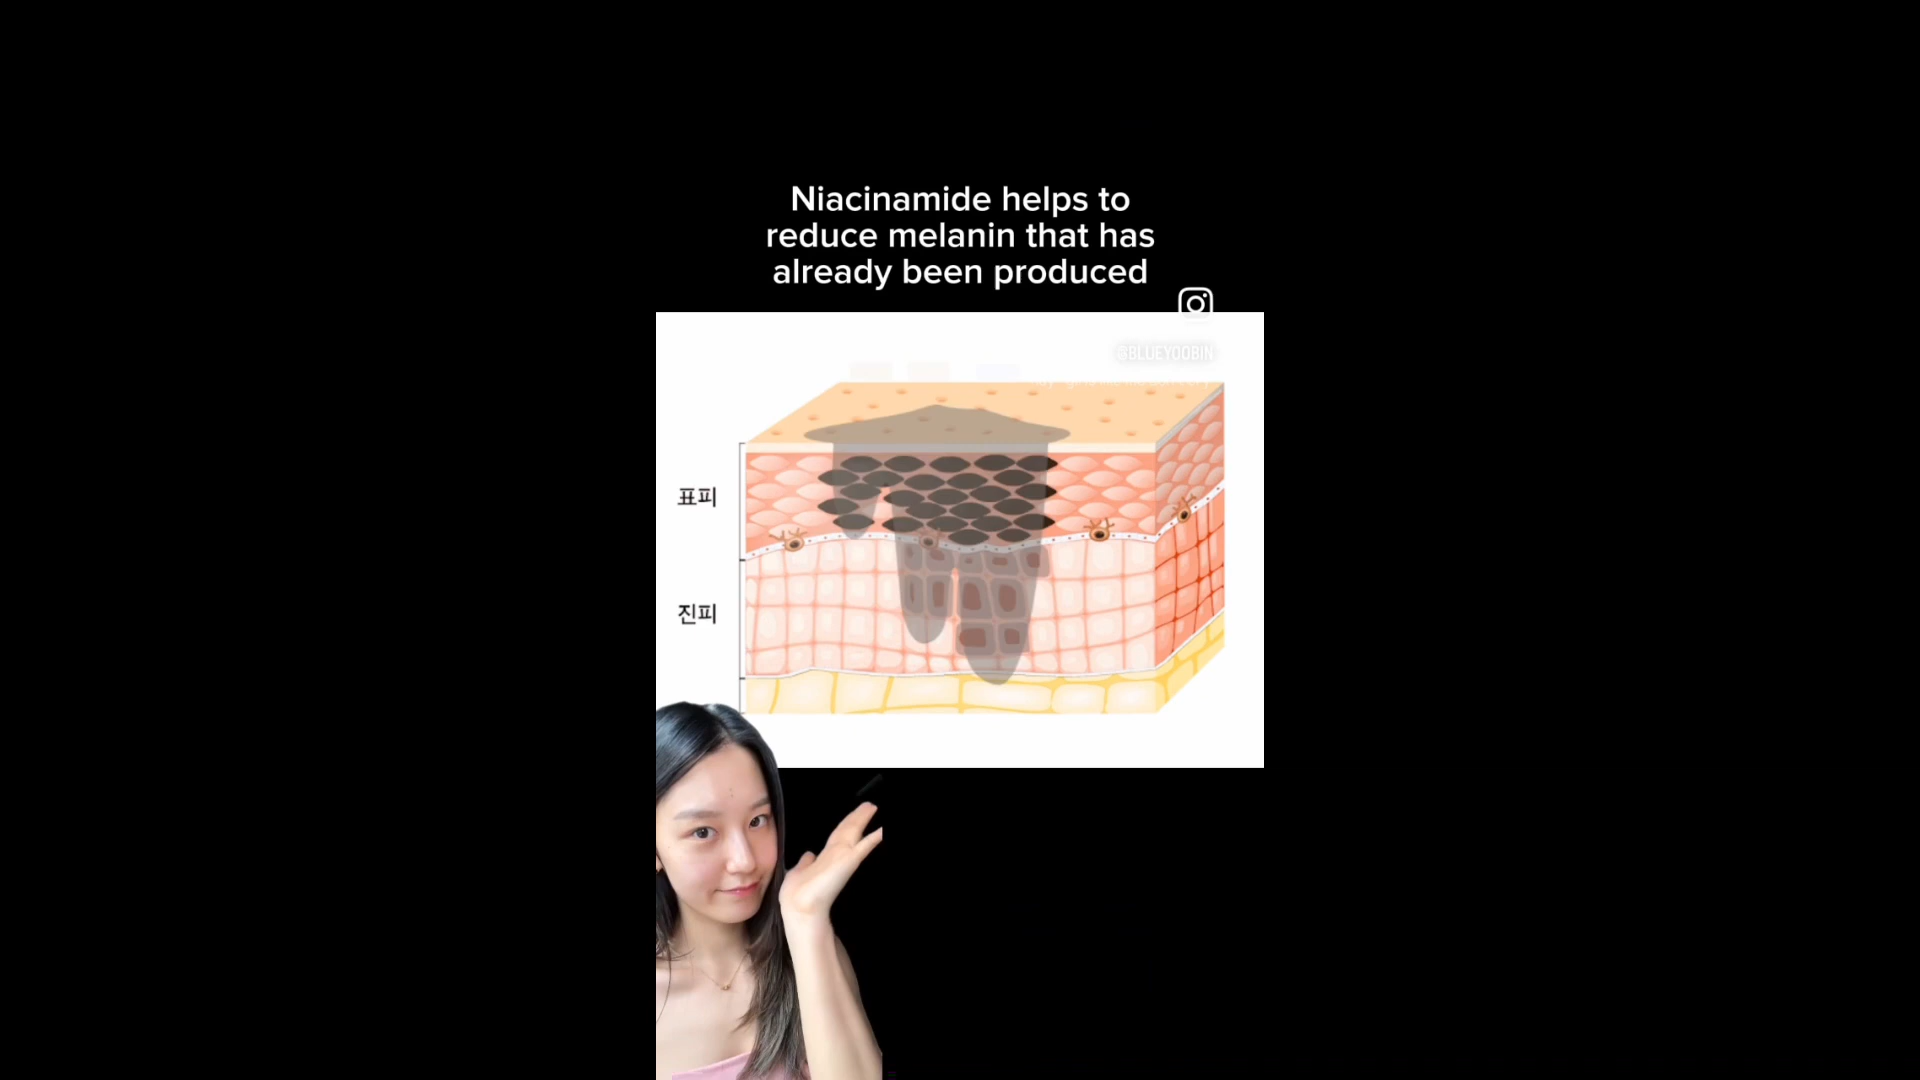 Niacinamide helps to
reduce melanin that has
already been produced
@BLUEYOOBIN
표피
진피